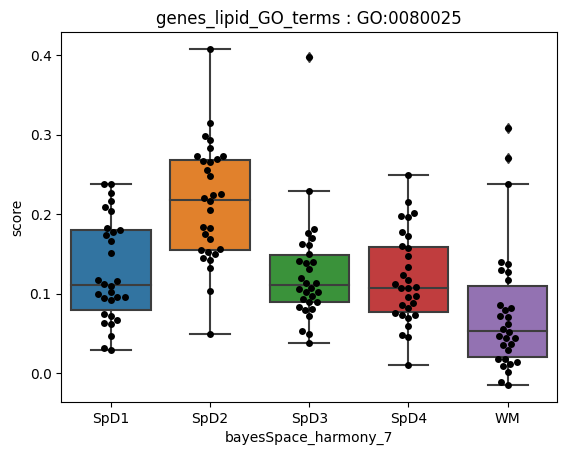 genes_lipid_GO_terms : GO:0080025
0.4
0.3
0.2
0.1
0.0
score
SpD1 SpD2 SpD3 SpD4 WM
bayesSpace_harmony_7